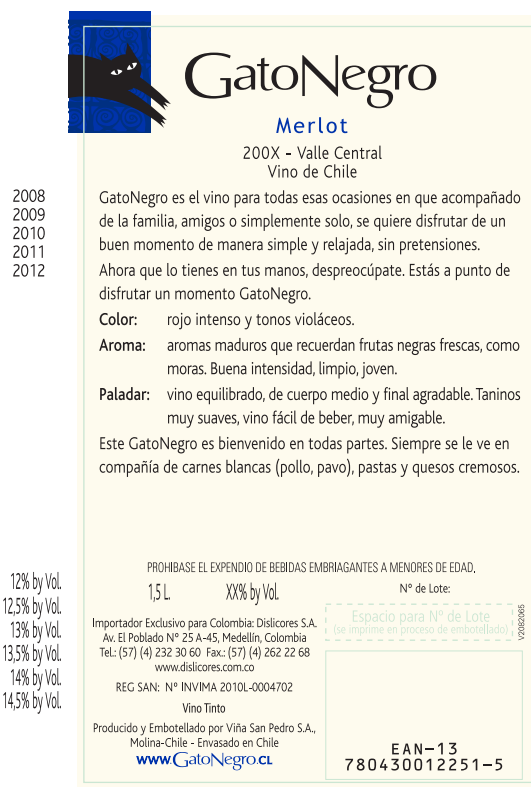 GatoNegro
Merlot
200X - Valle Central
Vino de Chile
2008
2009
2010
2011
2012
GatoNegro es el vino para todas esas ocasiones en que acompañado
de la familia, amigos o simplemente solo, se quiere disfrutar de un
buen momento de manera simple y relajada, sin pretensiones.
Ahora que lo tienes en tus manos, despreocúpate. Estás a punto de
disfrutar un momento GatoNegro.
Color: rojo intenso y tonos violáceos.
Aroma: aromas maduros que recuerdan frutas negras frescas, como
moras. Buena intensidad, limpio, joven.
Paladar: vino equilibrado, de cuerpo medio y final agradable. Taninos
muy suaves, vino fácil de beber, muy amigable.
Este GatoNegro es bienvenido en todas partes. Siempre se le ve en
compañía de carnes blancas (pollo, pavo), pastas y quesos cremosos.
12% by Vol.
12,5% by Vol.
13% by Vol.
13,5% by Vol.
14% by Vol.
14,5% by Vol.
PROHIBASE EL EXPENDIO DE BEBIDAS EMBRIAGANTES A MENORES DE EDAD.
1,5 L. XX% by Vol.
Nº de Lote:
Espacio para Nº de Lote
(se imprime en proceso de embotellado)
V2082065
Importador Exclusivo para Colombia: Dislicores S.A.
Av. El Poblado Nº 25 A-45, Medellín, Colombia
Tel.: (57) (4) 232 30 60 Fax.: (57) (4) 262 22 68
www.dislicores.com.co
REG SAN: Nº INVIMA 2010L-0004702
Vino Tinto
Producido y Embotellado por Viña San Pedro S.A.,
Molina-Chile - Envasado en Chile
www.GatoNegro.CL
EAN-13
780430012251-5